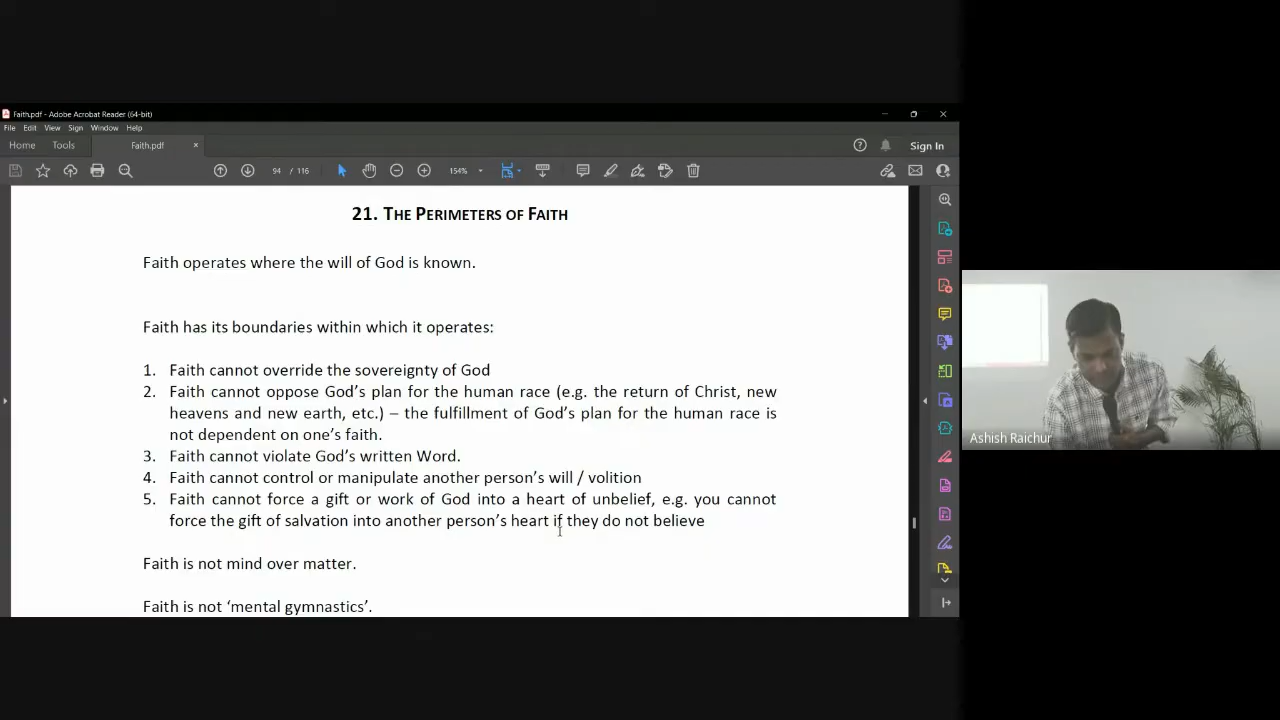 Faith.pdf - Adobe Acrobat Reader (64-bit)
File Edit View Sign Window Help
Home Tools Faith.pdf × Sign In
94 / 116 154%
21. THE PERIMETERS OF FAITH
Faith operates where the will of God is known.
Faith has its boundaries within which it operates:
1. Faith cannot override the sovereignty of God
2. Faith cannot oppose God’s plan for the human race (e.g. the return of Christ, new
heavens and new earth, etc.) – the fulfillment of God’s plan for the human race is
not dependent on one’s faith.
3. Faith cannot violate God’s written Word.
4. Faith cannot control or manipulate another person’s will / volition
5. Faith cannot force a gift or work of God into a heart of unbelief, e.g. you cannot
force the gift of salvation into another person’s heart if they do not believe
Faith is not mind over matter.
Faith is not ‘mental gymnastics’.
Ashish Raichur